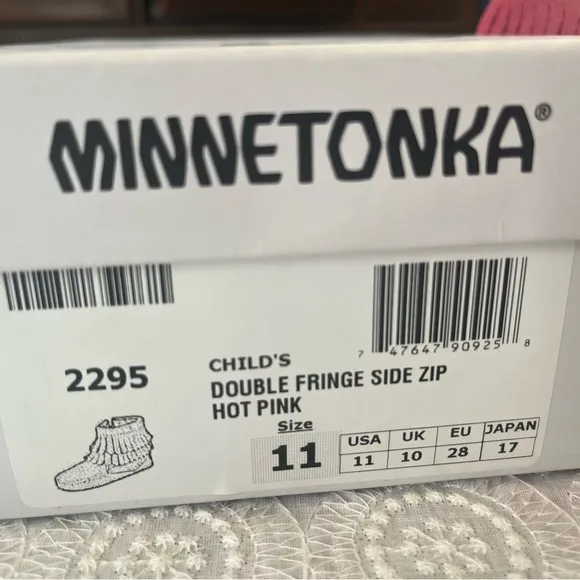 MINNETONKA®
7 47647 90925 8
2295
CHILD'S
DOUBLE FRINGE SIDE ZIP
HOT PINK
Size
11
USA UK EU JAPAN
11 10 28 17